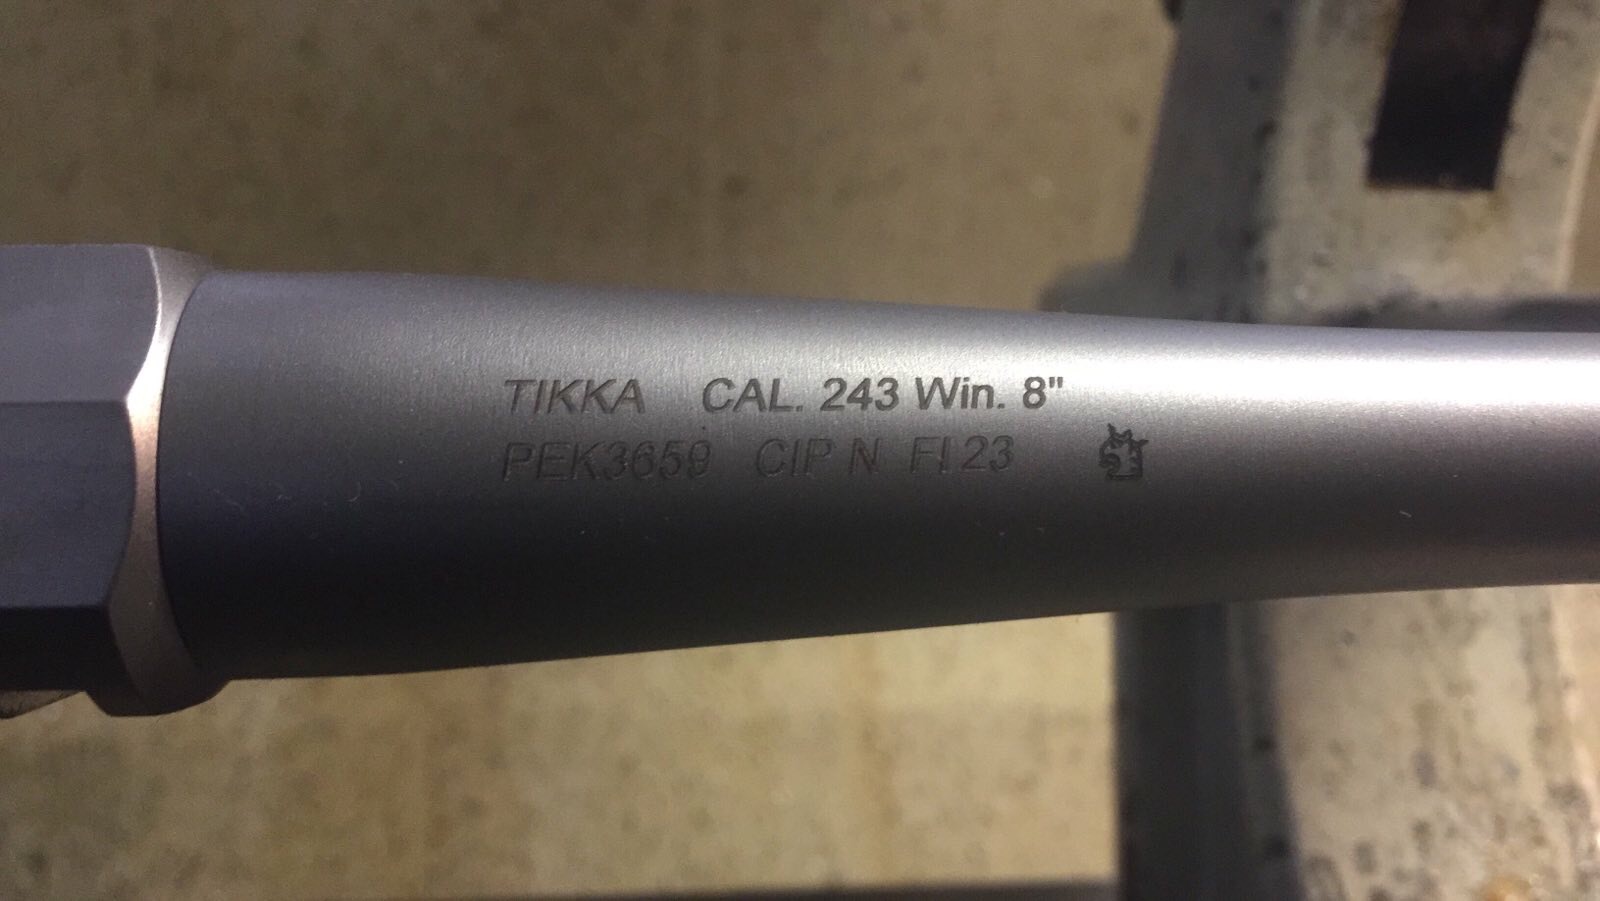 TIKKA CAL. 243 Win. 8"
PEK3659 CIP N FI 23